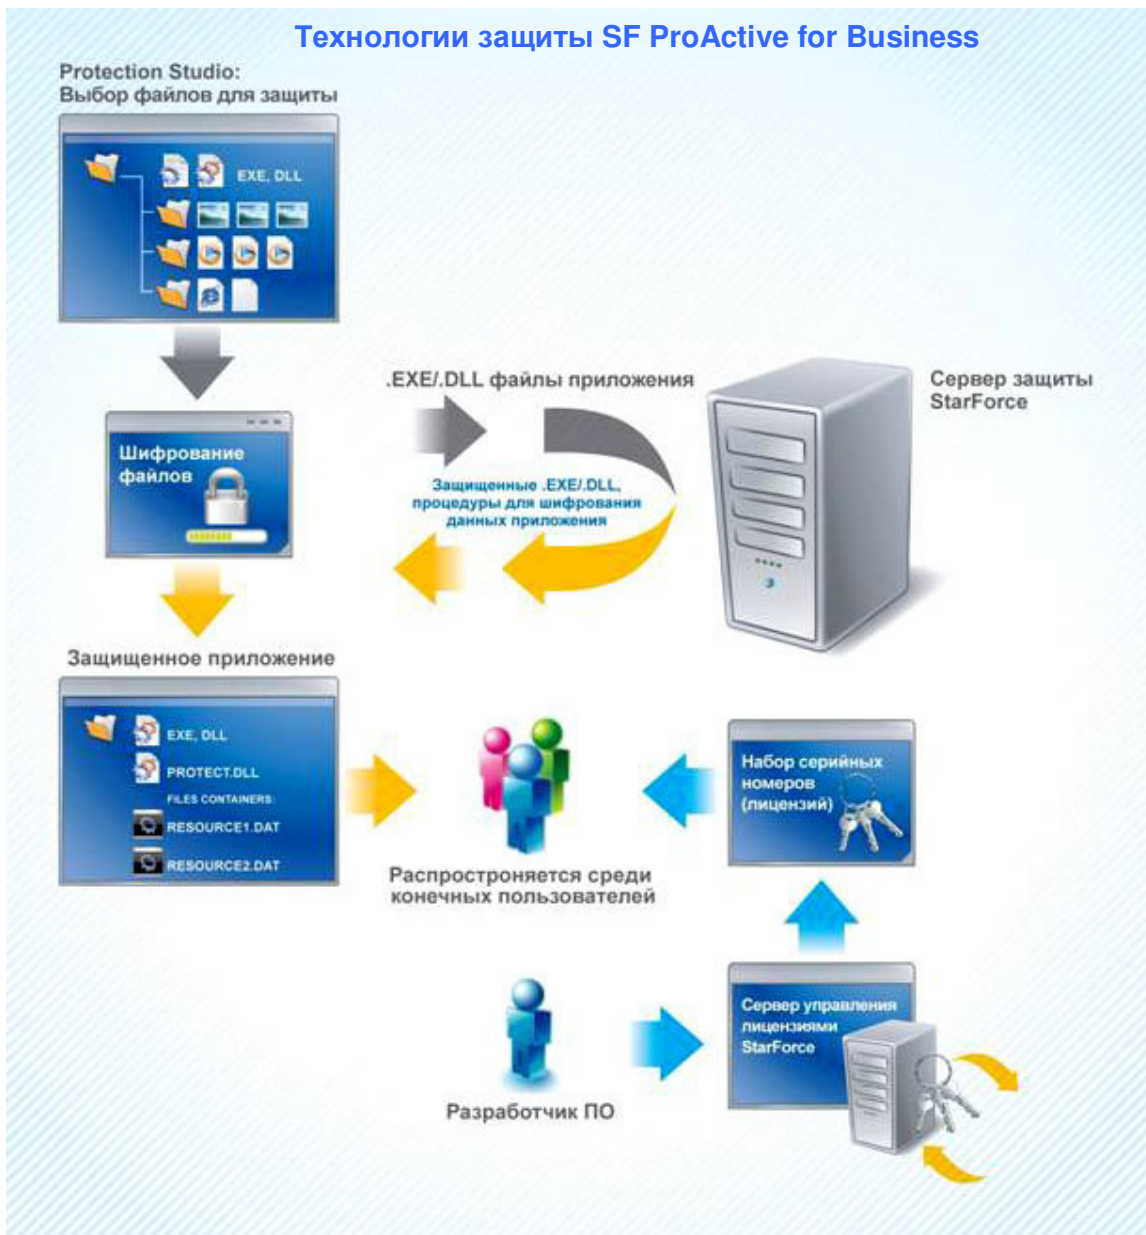 Технологии защиты SF ProActive for Business
Protection Studio:
Выбор файлов для защиты
EXE, DLL
.EXE/.DLL файлы приложения
Сервер защиты
StarForce
Шифрование
файлов
Защищенные .EXE/.DLL,
процедуры для шифрования
данных приложения
Защищенное приложение
EXE, DLL
PROTECT.DLL
FILES CONTAINERS:
RESOURCE1.DAT
RESOURCE2.DAT
Набор серийных
номеров
(лицензий)
Распростроняется среди
конечных пользователей
Сервер управления
лицензиями
StarForce
Разработчик ПО